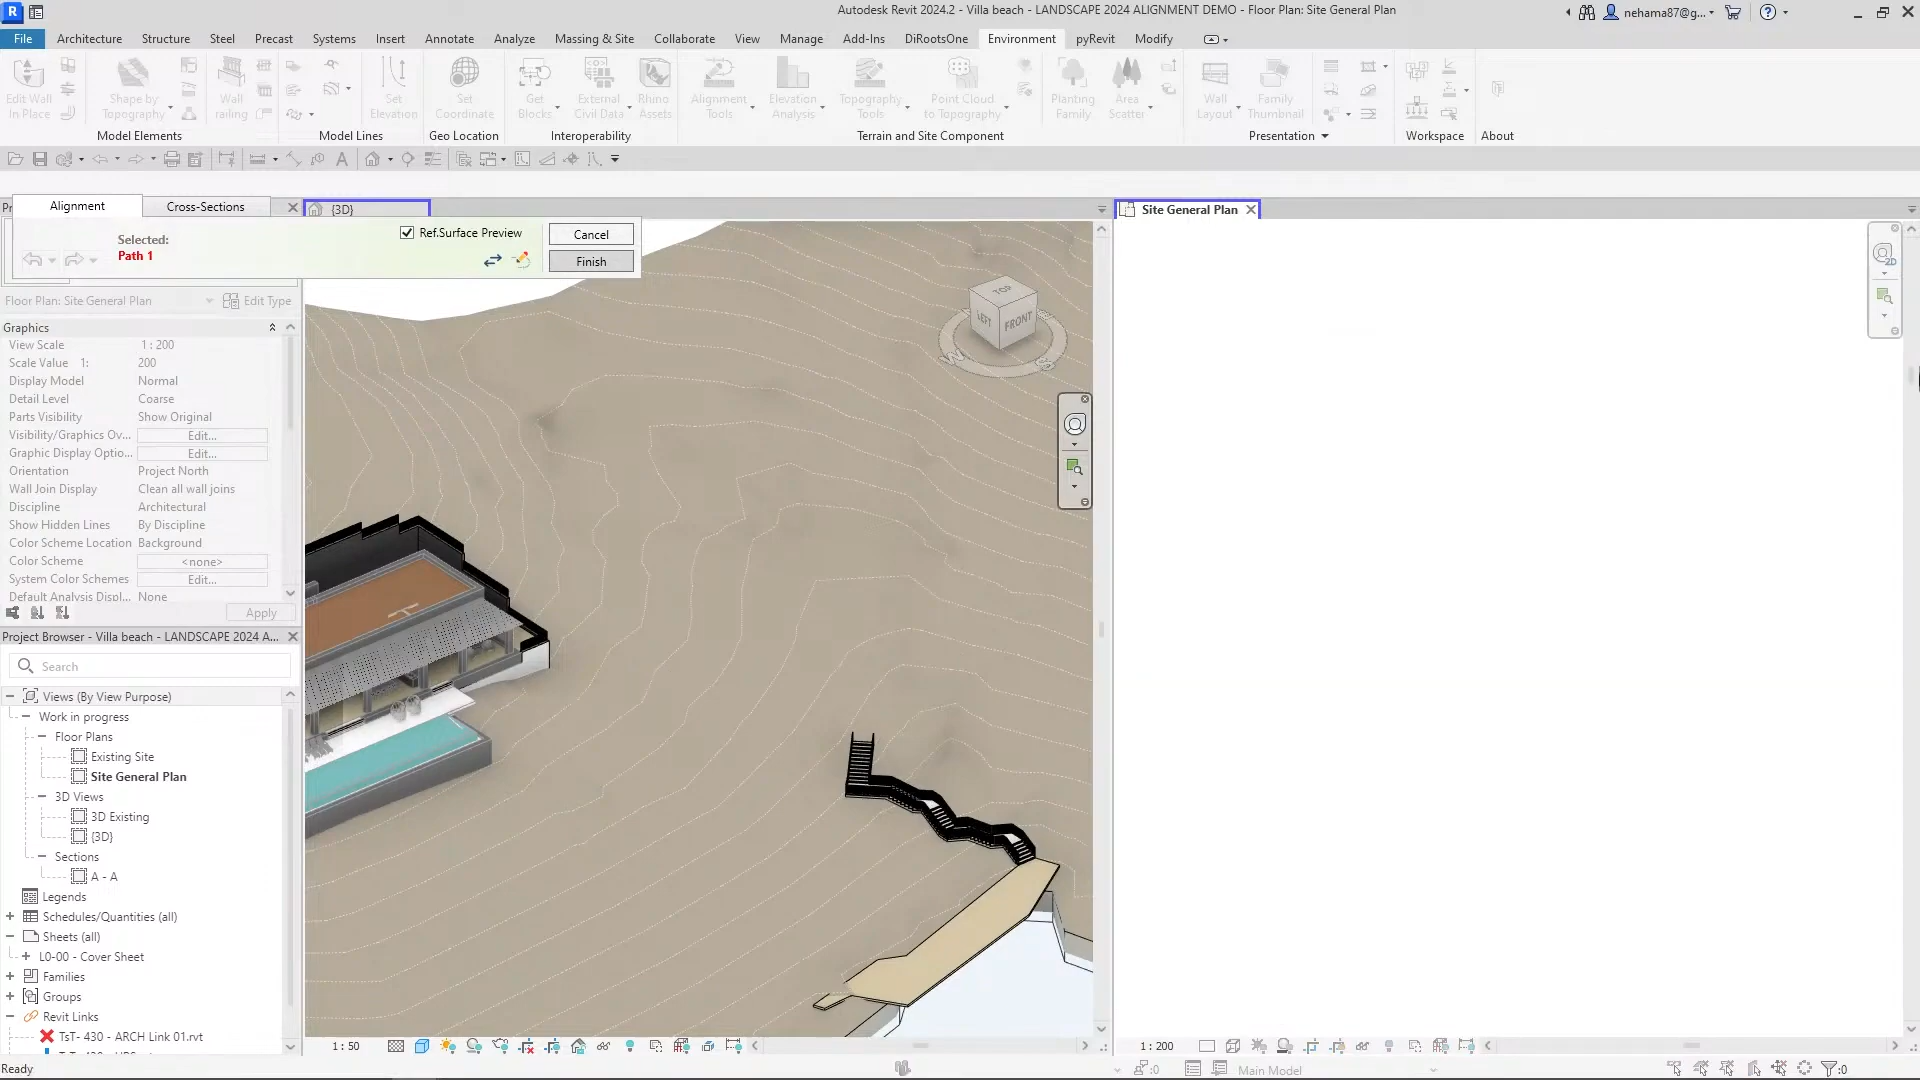 Autodesk Revit 2024.2 - Villa beach - LANDSCAPE 2024 ALIGNMENT DEMO - Floor Plan: Site General Plan
nehama87@g...
File Architecture Structure Steel Precast Systems Insert Annotate Analyze Massing & Site Collaborate View Manage Add-Ins DiRootsOne Environment pyRevit Modify
Edit Wall In Place
Shape by Topography
Wall railing
Set Elevation
Set Coordinate
Get Blocks
External Civil Data
Rhino Assets
Alignment Tools
Elevation Analysis
Topography Tools
Point Cloud to Topography
Planting Family
Area Scatter
Wall Layout
Family Thumbnail
Model Elements Model Lines Geo Location Interoperability Terrain and Site Component Presentation Workspace About
Alignment Cross-Sections {3D} Site General Plan
Selected:
Path 1
Ref.Surface Preview
Cancel
Finish
Floor Plan: Site General Plan Edit Type
Graphics
View Scale 1 : 200
Scale Value 1: 200
Display Model Normal
Detail Level Coarse
Parts Visibility Show Original
Visibility/Graphics Ov... Edit...
Graphic Display Optio... Edit...
Orientation Project North
Wall Join Display Clean all wall joins
Discipline Architectural
Show Hidden Lines By Discipline
Color Scheme Location Background
Color Scheme <none>
System Color Schemes Edit...
Default Analysis Displ... None
Apply
Project Browser - Villa beach - LANDSCAPE 2024 A...
Search
Views (By View Purpose)
Work in progress
Floor Plans
Existing Site
Site General Plan
3D Views
3D Existing
{3D}
Sections
A - A
Legends
Schedules/Quantities (all)
Sheets (all)
L0-00 - Cover Sheet
Families
Groups
Revit Links
TsT- 430 - ARCH Link 01.rvt
TOP
LEFT
FRONT
W
S
2D
1 : 50
1 : 200
Ready
:0
Main Model
:0